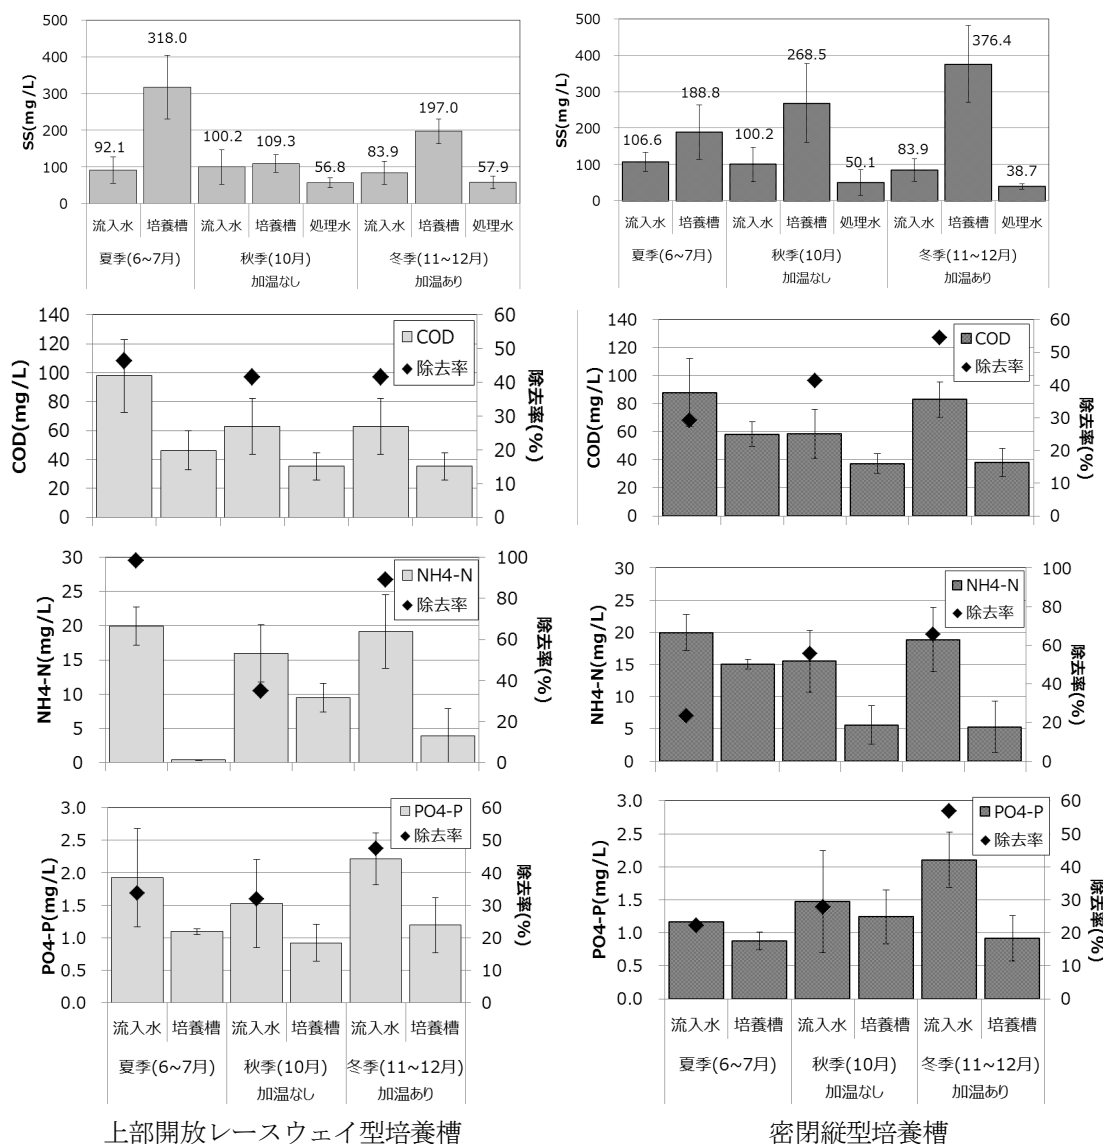 500
400
300
200
100
0
SS(mg/L)
92.1
318.0
100.2
109.3
56.8
83.9
197.0
57.9
流入水 培養槽 流入水 培養槽 処理水 流入水 培養槽 処理水
夏季(6~7月) 秋季(10月) 冬季(11~12月)
加温なし 加温あり
500
400
300
200
100
0
SS(mg/L)
106.6
188.8
100.2
268.5
50.1
83.9
376.4
38.7
流入水 培養槽 流入水 培養槽 処理水 流入水 培養槽 処理水
夏季(6~7月) 秋季(10月) 冬季(11~12月)
加温なし 加温あり
140
120
100
80
60
40
20
0
COD(mg/L)
COD
除去率
60
50
40
30
20
10
0
除去率(%)
140
120
100
80
60
40
20
0
COD(mg/L)
COD
除去率
60
50
40
30
20
10
0
除去率(%)
30
25
20
15
10
5
0
NH4-N(mg/L)
NH4-N
除去率
100
80
60
40
20
0
除去率(%)
30
25
20
15
10
5
0
NH4-N(mg/L)
NH4-N
除去率
100
80
60
40
20
0
除去率(%)
3.0
2.5
2.0
1.5
1.0
0.5
0.0
PO4-P(mg/L)
PO4-P
除去率
60
50
40
30
20
10
0
除去率(%)
流入水 培養槽 流入水 培養槽 流入水 培養槽
夏季(6~7月) 秋季(10月) 冬季(11~12月)
加温なし 加温あり
3.0
2.5
2.0
1.5
1.0
0.5
0.0
PO4-P(mg/L)
PO4-P
除去率
60
50
40
30
20
10
0
除去率(%)
流入水 培養槽 流入水 培養槽 流入水 培養槽
夏季(6~7月) 秋季(10月) 冬季(11~12月)
加温なし 加温あり
上部開放レースウェイ型培養槽
密閉縦型培養槽